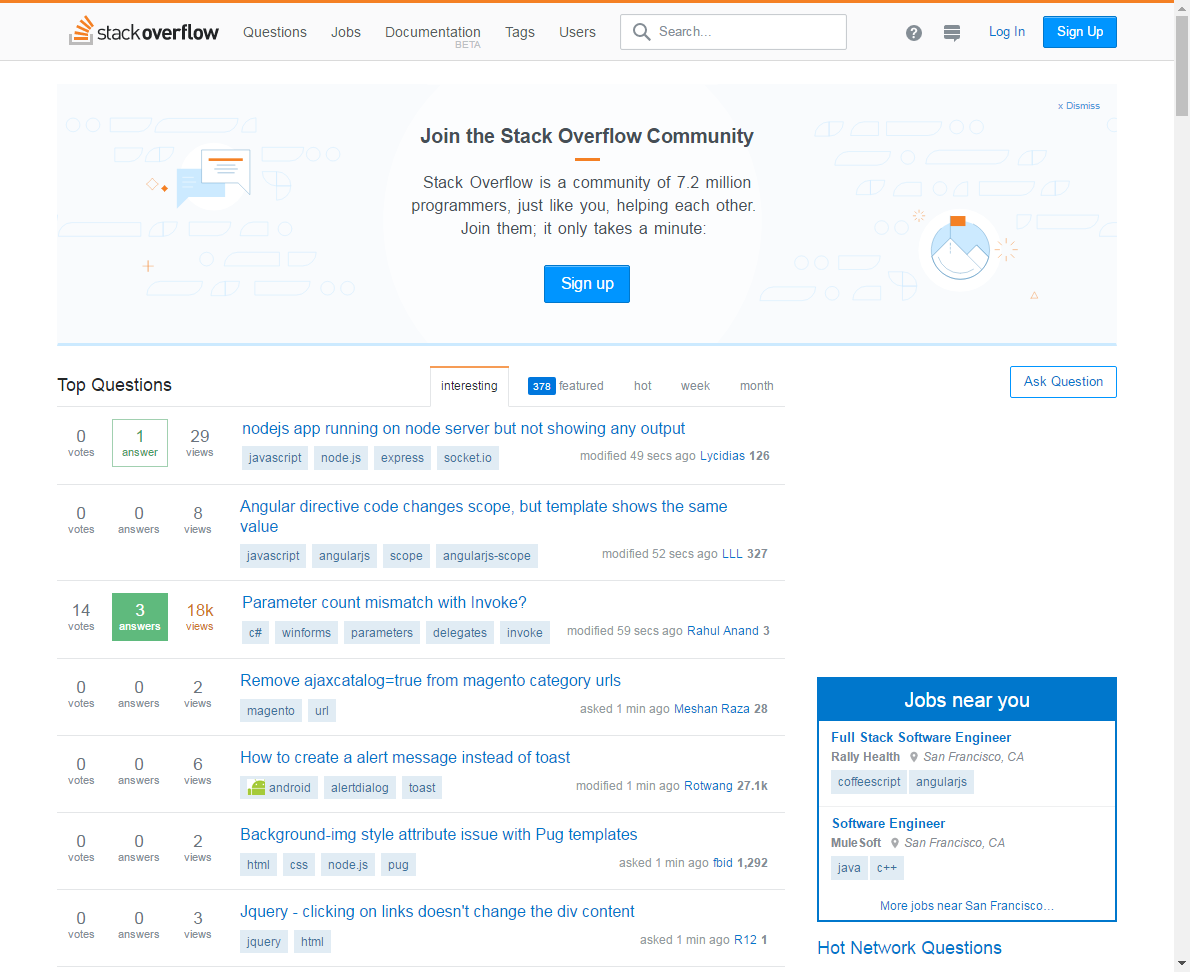 stack overflow Questions Jobs Documentation Tags Users Search... ? Log In Sign Up
BETA
x Dismiss
Join the Stack Overflow Community
Stack Overflow is a community of 7.2 million
programmers, just like you, helping each other.
Join them; it only takes a minute:
Sign up
Top Questions interesting 378 featured hot week month Ask Question
0 votes 1 answer 29 views
nodejs app running on node server but not showing any output
javascript node.js express socket.io modified 49 secs ago Lycidias 126
0 votes 0 answers 8 views
Angular directive code changes scope, but template shows the same
value
javascript angularjs scope angularjs-scope modified 52 secs ago LLL 327
14 votes 3 answers 18k views
Parameter count mismatch with Invoke?
c# winforms parameters delegates invoke modified 59 secs ago Rahul Anand 3
0 votes 0 answers 2 views
Remove ajaxcatalog=true from magento category urls
magento url asked 1 min ago Meshan Raza 28
0 votes 0 answers 6 views
How to create a alert message instead of toast
android alertdialog toast modified 1 min ago Rotwang 27.1k
0 votes 0 answers 2 views
Background-img style attribute issue with Pug templates
html css node.js pug asked 1 min ago fbid 1,292
0 votes 0 answers 3 views
Jquery - clicking on links doesn't change the div content
jquery html asked 1 min ago R12 1
Jobs near you
Full Stack Software Engineer
Rally Health San Francisco, CA
coffeescript angularjs
Software Engineer
MuleSoft San Francisco, CA
java c++
More jobs near San Francisco...
Hot Network Questions